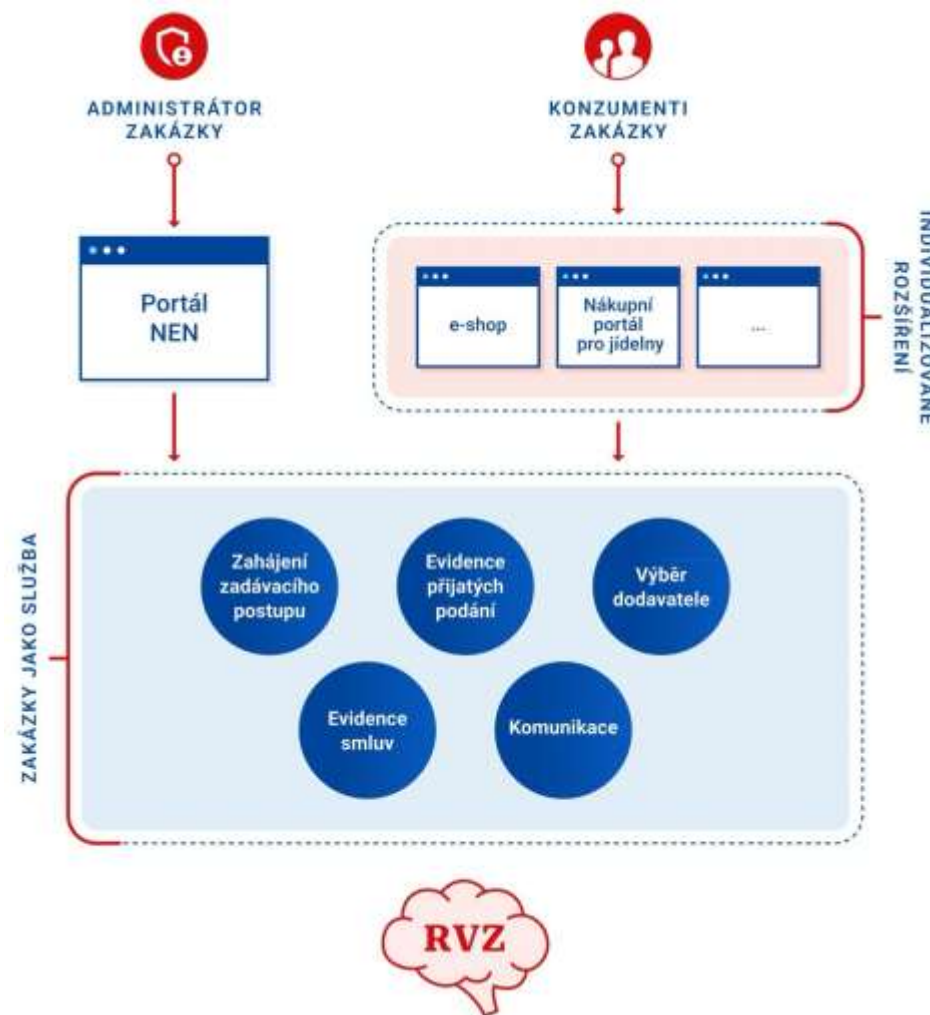 ADMINISTRÁTOR
ZAKÁZKY
KONZUMENTI
ZAKÁZKY
Portál
NEN
e-shop
Nákupní
portál
pro jídelny
...
INDIVIDUALIZOVANÉ
ROZŠÍŘENÍ
ZAKÁZKY JAKO SLUŽBA
Zahájení
zadávacího
postupu
Evidence
přijatých
podání
Výběr
dodavatele
Evidence
smluv
Komunikace
RVZ